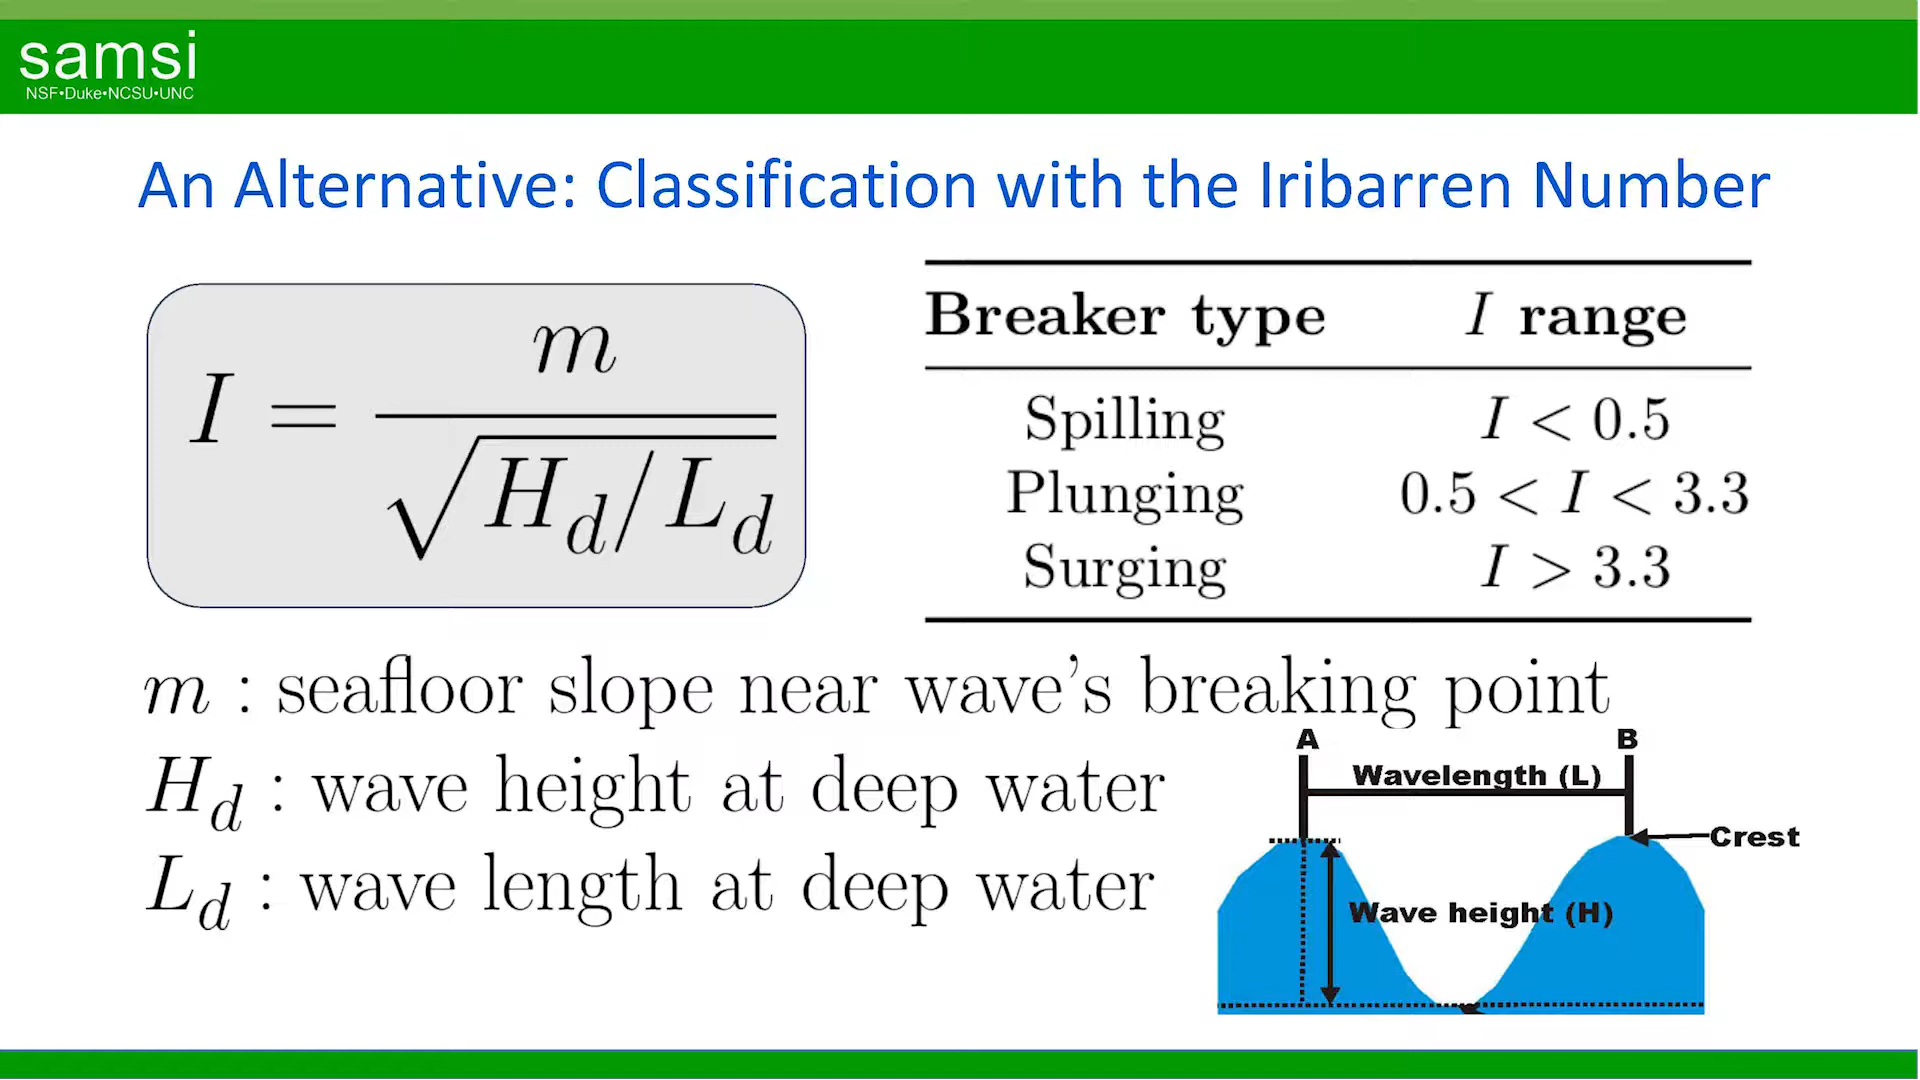 samsi
NSF•Duke•NCSU•UNC
An Alternative: Classification with the Iribarren Number
I = m / √(H_d/L_d)
Breaker type I range
Spilling I < 0.5
Plunging 0.5 < I < 3.3
Surging I > 3.3
m : seafloor slope near wave's breaking point
H_d : wave height at deep water
L_d : wave length at deep water
A B
Wavelength (L)
Crest
Wave height (H)